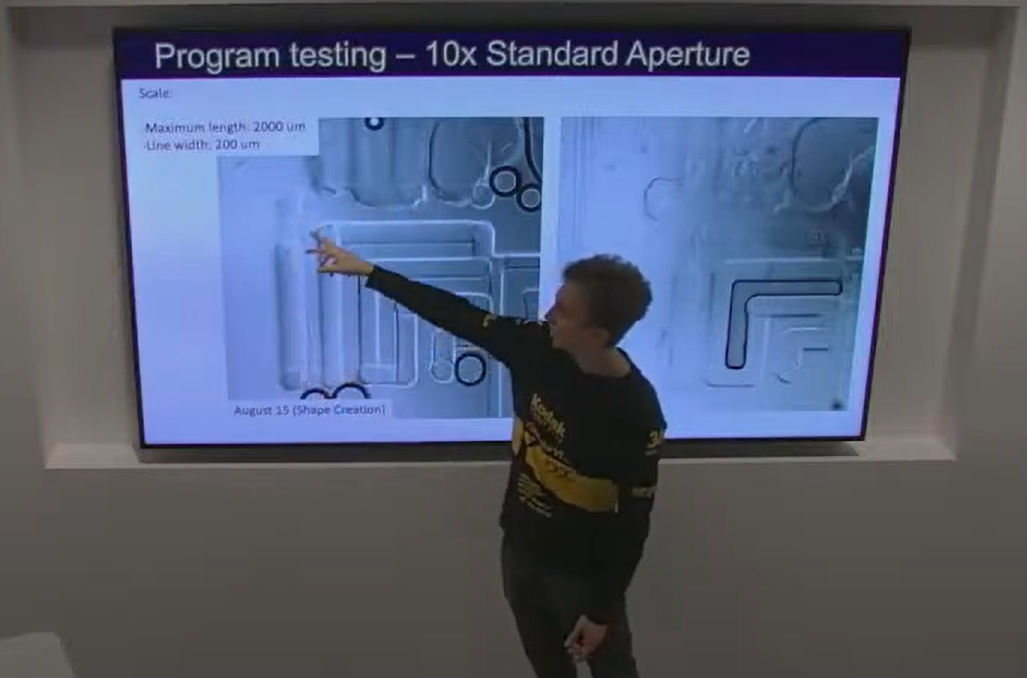 Program testing – 10x Standard Aperture
Scale:
-Maximum length: 2000 um
-Line width: 200 um
August 15 (Shape Creation)
Kodak